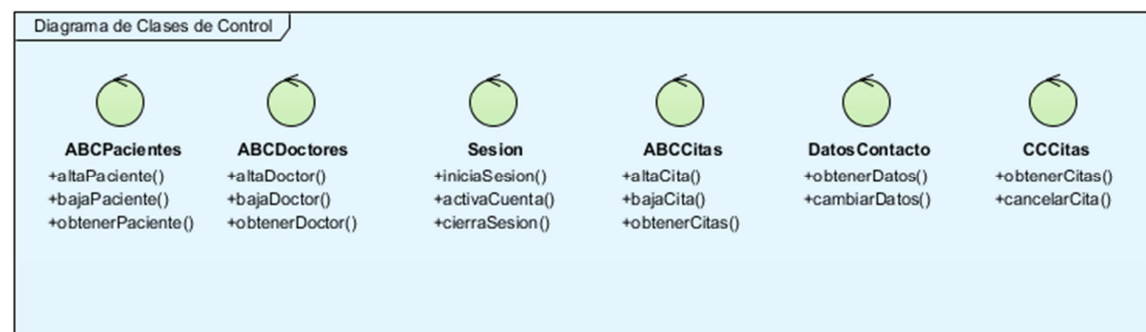 Diagrama de Clases de Control
ABCPacientes
+altaPaciente()
+bajaPaciente()
+obtenerPaciente()
ABCDoctores
+altaDoctor()
+bajaDoctor()
+obtenerDoctor()
Sesion
+iniciaSesion()
+activaCuenta()
+cierraSesion()
ABCCitas
+altaCita()
+bajaCita()
+obtenerCitas()
DatosContacto
+obtenerDatos()
+cambiarDatos()
CCCitas
+obtenerCitas()
+cancelarCita()